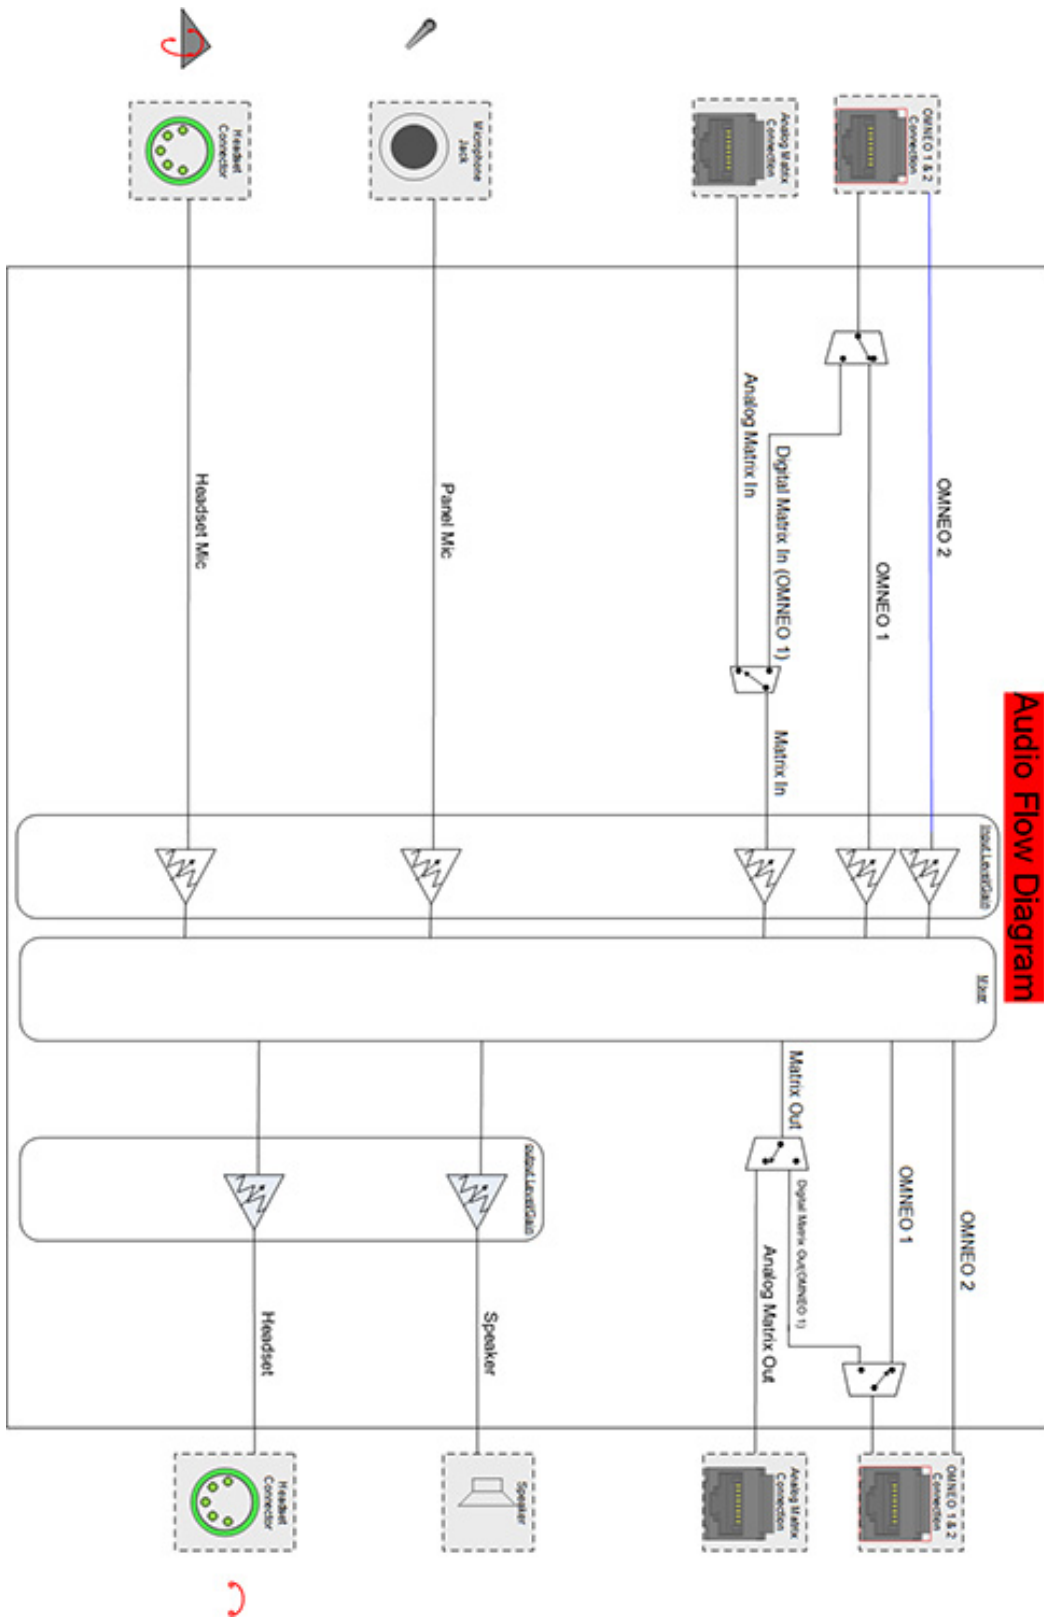 Audio Flow Diagram
OMNEO 1 & 2
Connection
OMNEO 2
OMNEO 1
Digital Matrix In (OMNEO 1)
Analog Matrix
Connection
Analog Matrix In
Matrix In
Microphone
Jack
Panel Mic
Headset
Connector
Headset Mic
Input Level/Gain
Mixer
OMNEO 2
OMNEO 1
Matrix Out
Digital Matrix Out(OMNEO 1)
Analog Matrix Out
output Level/Gain
Speaker
Headset
OMNEO 1 & 2
Connection
Analog Matrix
Connection
Speaker
Headset
Connector